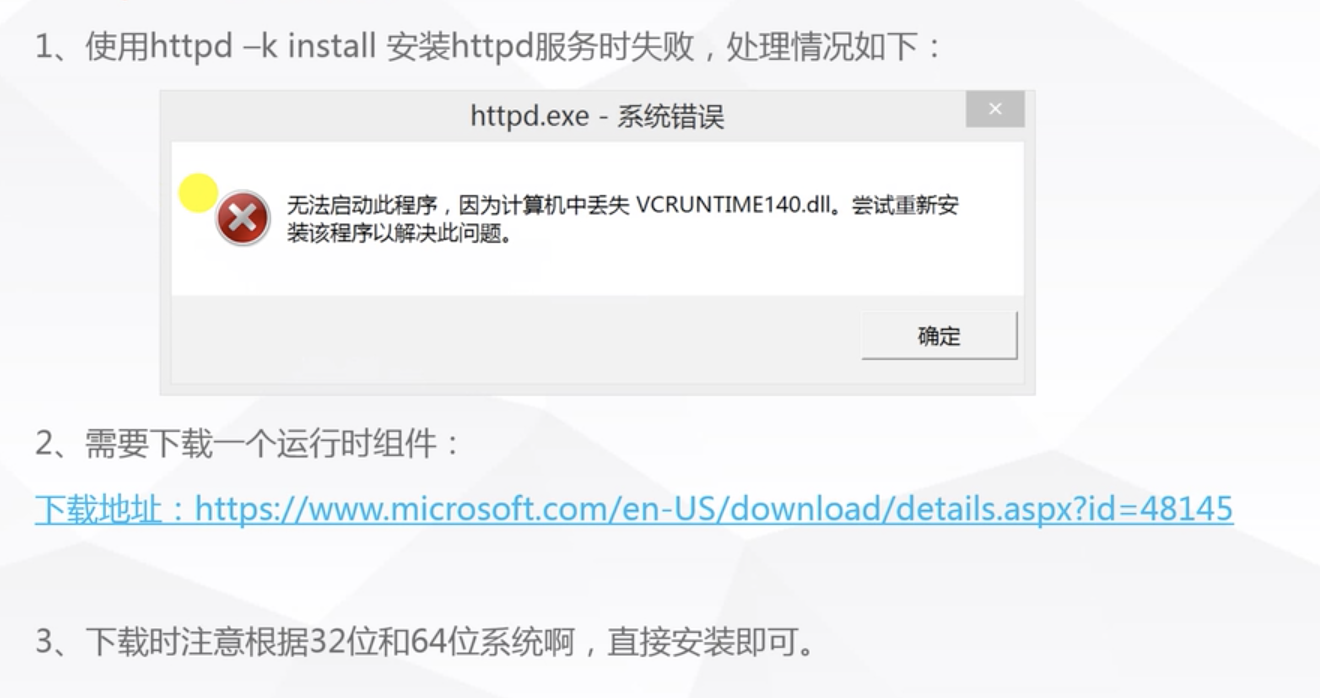 1、使用httpd –k install 安装httpd服务时失败，处理情况如下：
httpd.exe - 系统错误
×
无法启动此程序，因为计算机中丢失 VCRUNTIME140.dll。尝试重新安
装该程序以解决此问题。
确定
2、需要下载一个运行时组件：
下载地址：https://www.microsoft.com/en-US/download/details.aspx?id=48145
3、下载时注意根据32位和64位系统啊，直接安装即可。